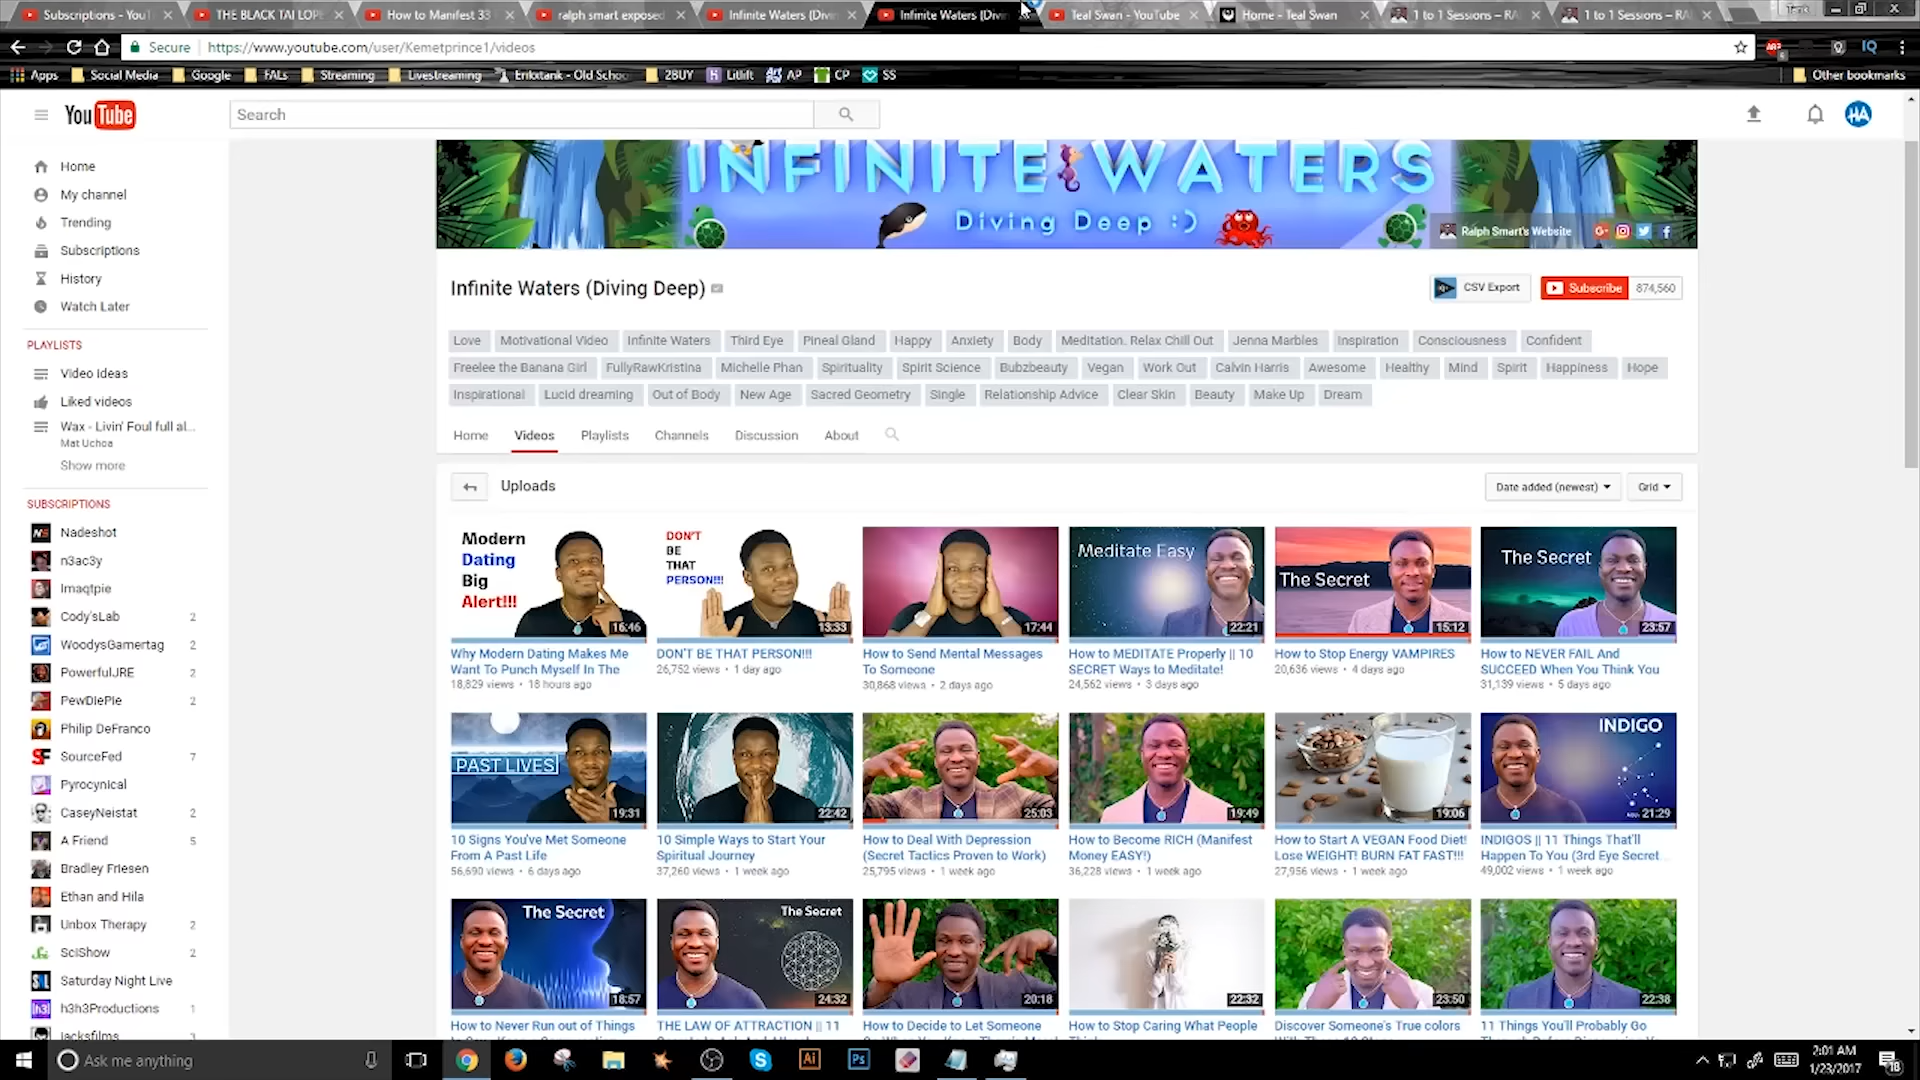 Subscriptions - YouT
THE BLACK TAI LOPE
How to Manifest 33
ralph smart exposed
Infinite Waters (Divi
Infinite Waters (Divi
Teal Swan - YouTube
Home - Teal Swan
1 to 1 Sessions – RA
1 to 1 Sessions – RA
Secure
https://www.youtube.com/user/Kemetprince1/videos
Apps
Social Media
Google
FALs
Streaming
Livestreaming
Erikxtank - Old Schoo
2BUY
Litlift
AP
CP
SS
Other bookmarks
YouTube
Search
HA
Home
My channel
Trending
Subscriptions
History
Watch Later
PLAYLISTS
Video Ideas
Liked videos
Wax - Livin' Foul full al...
Mat Uchoa
Show more
SUBSCRIPTIONS
Nadeshot
n3ac3y
Imaqtpie
Cody'sLab 2
WoodysGamertag 2
PowerfulJRE 2
PewDiePie 2
Philip DeFranco
SourceFed 7
Pyrocynical
CaseyNeistat 2
A Friend 5
Bradley Friesen
Ethan and Hila
Unbox Therapy 2
SciShow 2
Saturday Night Live
h3h3Productions 1
jacksfilms
INFINITE WATERS
Diving Deep :)
Ralph Smart's Website
Infinite Waters (Diving Deep)
CSV Export
Subscribe 874,560
Love Motivational Video Infinite Waters Third Eye Pineal Gland Happy Anxiety Body Meditation. Relax Chill Out Jenna Marbles Inspiration Consciousness Confident
Freelee the Banana Girl FullyRawKristina Michelle Phan Spirituality Spirit Science Bubzbeauty Vegan Work Out Calvin Harris Awesome Healthy Mind Spirit Happiness Hope
Inspirational Lucid dreaming Out of Body New Age Sacred Geometry Single Relationship Advice Clear Skin Beauty Make Up Dream
Home Videos Playlists Channels Discussion About
Uploads
Date added (newest)
Grid
Modern
Dating
Big
Alert!!!
16:46
Why Modern Dating Makes Me
Want To Punch Myself In The
18,829 views • 18 hours ago
DON'T
BE
THAT
PERSON!!!
13:33
DON'T BE THAT PERSON!!!
26,752 views • 1 day ago
17:44
How to Send Mental Messages
To Someone
30,868 views • 2 days ago
Meditate Easy
22:21
How to MEDITATE Properly || 10
SECRET Ways to Meditate!
24,562 views • 3 days ago
The Secret
15:12
How to Stop Energy VAMPIRES
20,636 views • 4 days ago
The Secret
23:57
How to NEVER FAIL And
SUCCEED When You Think You
31,139 views • 5 days ago
PAST LIVES
19:31
10 Signs You've Met Someone
From A Past Life
56,690 views • 6 days ago
22:42
10 Simple Ways to Start Your
Spiritual Journey
37,260 views • 1 week ago
25:03
How to Deal With Depression
(Secret Tactics Proven to Work)
25,795 views • 1 week ago
19:49
How to Become RICH (Manifest
Money EASY!)
36,228 views • 1 week ago
19:06
How to Start A VEGAN Food Diet!
Lose WEIGHT! BURN FAT FAST!!!
27,956 views • 1 week ago
INDIGO
21:29
INDIGOS || 11 Things That'll
Happen To You (3rd Eye Secret
49,002 views • 1 week ago
The Secret
18:57
How to Never Run out of Things
The Secret
24:32
THE LAW OF ATTRACTION || 11
20:18
How to Decide to Let Someone
22:32
How to Stop Caring What People
23:50
Discover Someone's True colors
22:38
11 Things You'll Probably Go
Ask me anything
2:01 AM
1/23/2017
18